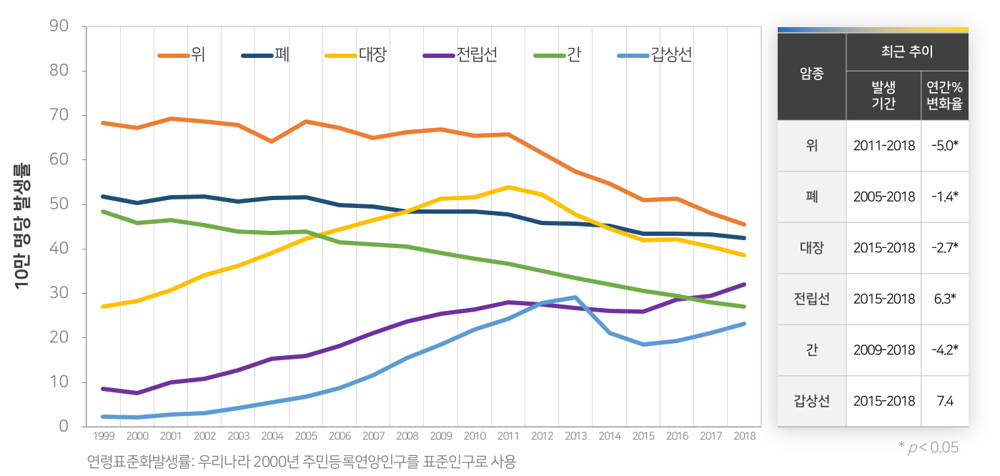 10만 명당 발생률
90
80
70
60
50
40
30
20
10
0
위 폐 대장 전립선 간 갑상선
1999 2000 2001 2002 2003 2004 2005 2006 2007 2008 2009 2010 2011 2012 2013 2014 2015 2016 2017 2018
연령표준화발생률: 우리나라 2000년 주민등록연앙인구를 표준인구로 사용
암종 최근 추이
발생 기간 연간% 변화율
위 2011-2018 -5.0*
폐 2005-2018 -1.4*
대장 2015-2018 -2.7*
전립선 2015-2018 6.3*
간 2009-2018 -4.2*
갑상선 2015-2018 7.4
* p < 0.05